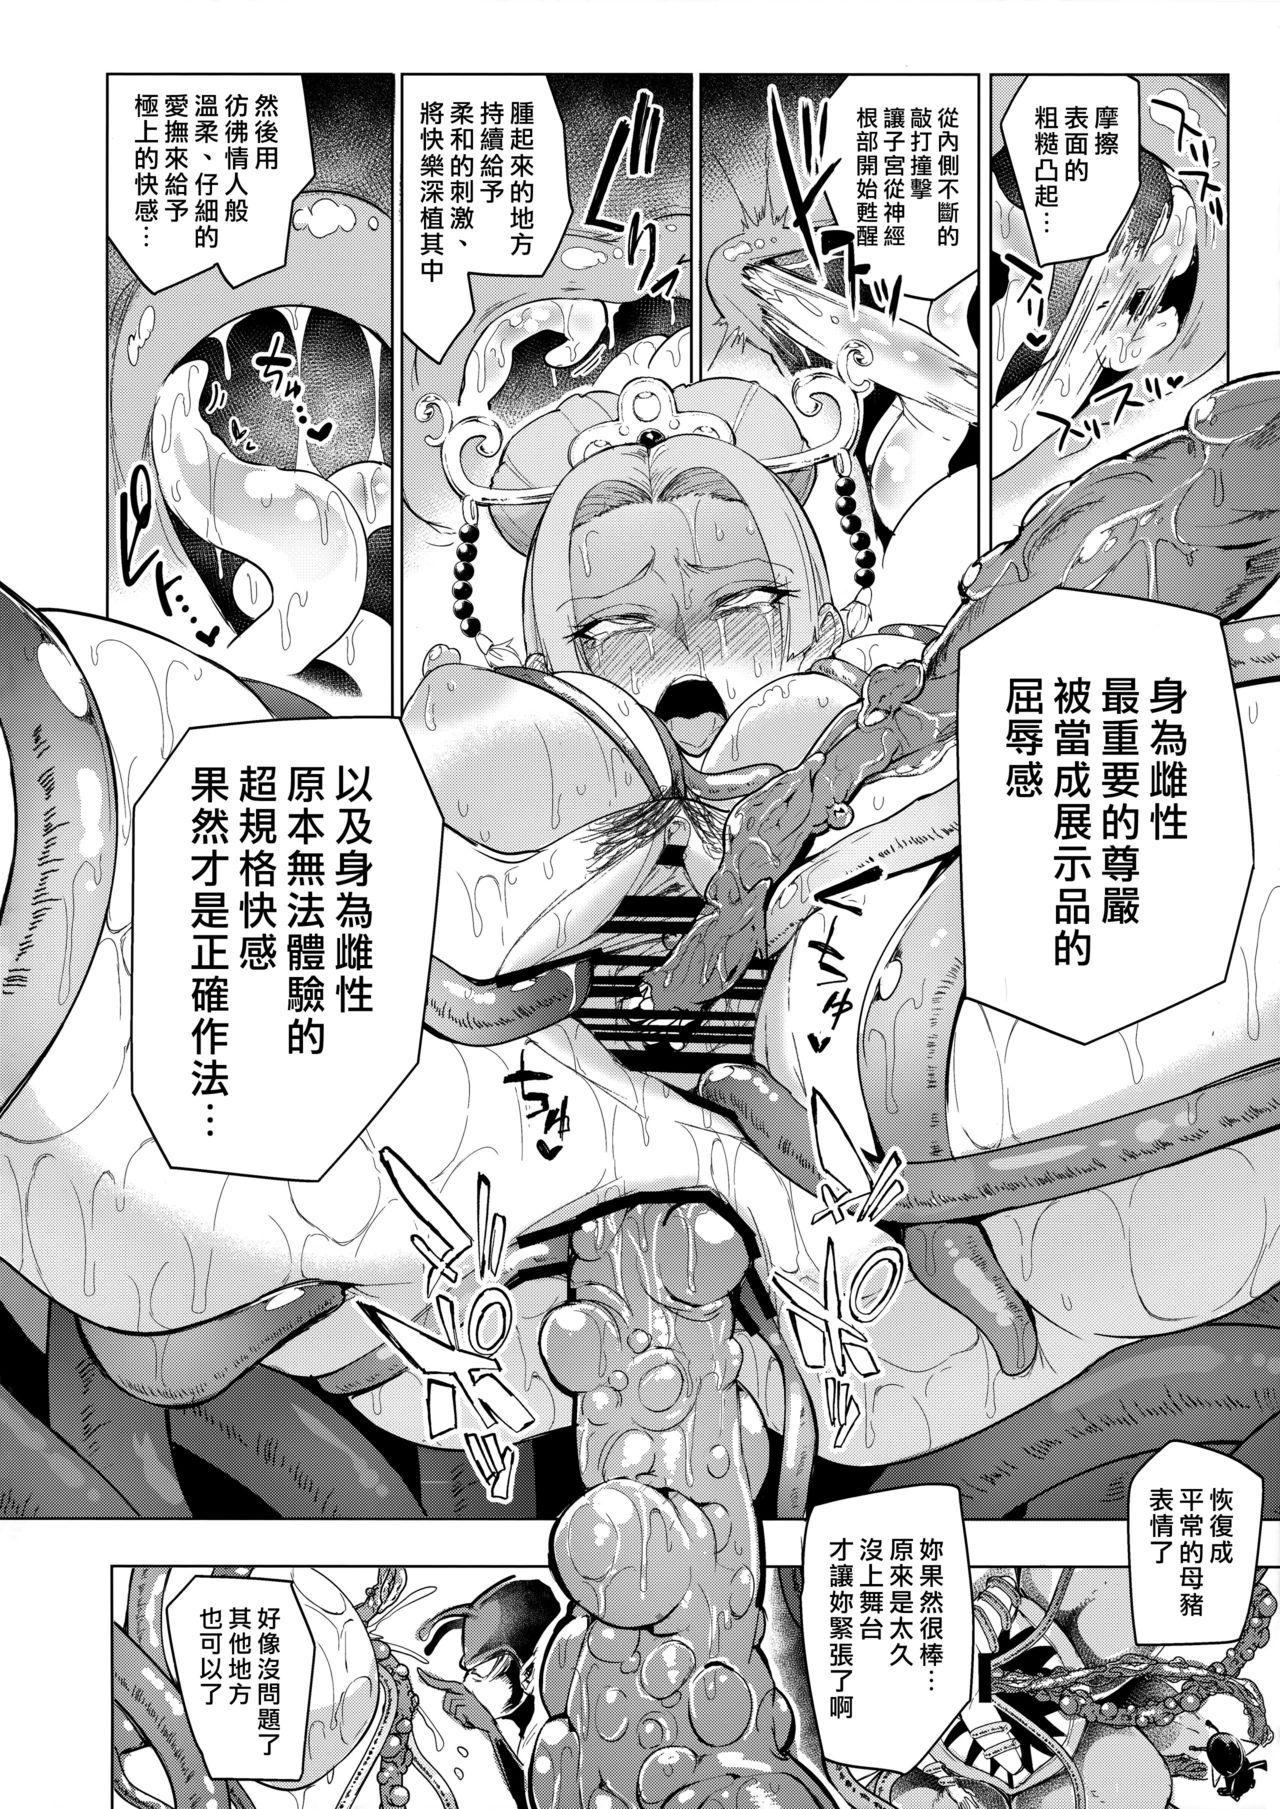 摩擦
表面的
粗糙凸起…
從內側不斷的
敲打撞擊
讓子宮從神經
根部開始甦醒
腫起來的地方
持續給予
柔和的刺激、
將快樂深植其中
然後用
彷彿情人般
溫柔、仔細的
愛撫來給予
極上的快感…
身為雌性
最重要的尊嚴
被當成展示品的
屈辱感
以及身為雌性
原本無法體驗的
超規格快感
果然才是正確作法…
恢復成
平常的母豬
表情了
妳果然很棒…
原來是太久
沒上舞台
才讓妳緊張了啊
好像沒問題了
其他地方
也可以了